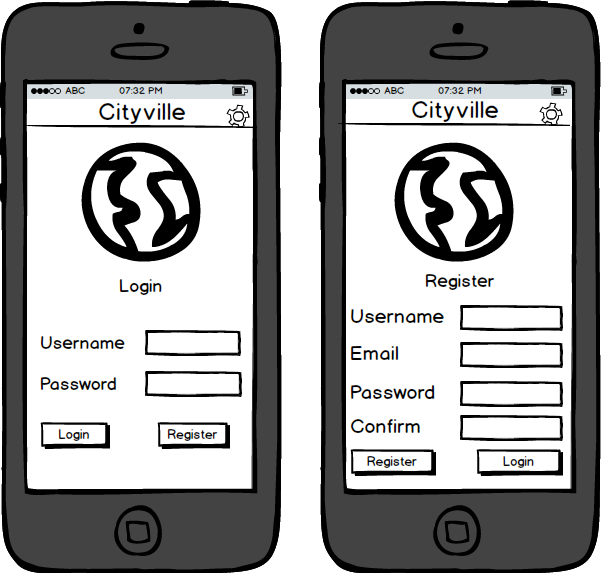 ABC 07:32 PM
Cityville
Login
Username
Password
Login Register
ABC 07:32 PM
Cityville
Register
Username
Email
Password
Confirm
Register Login